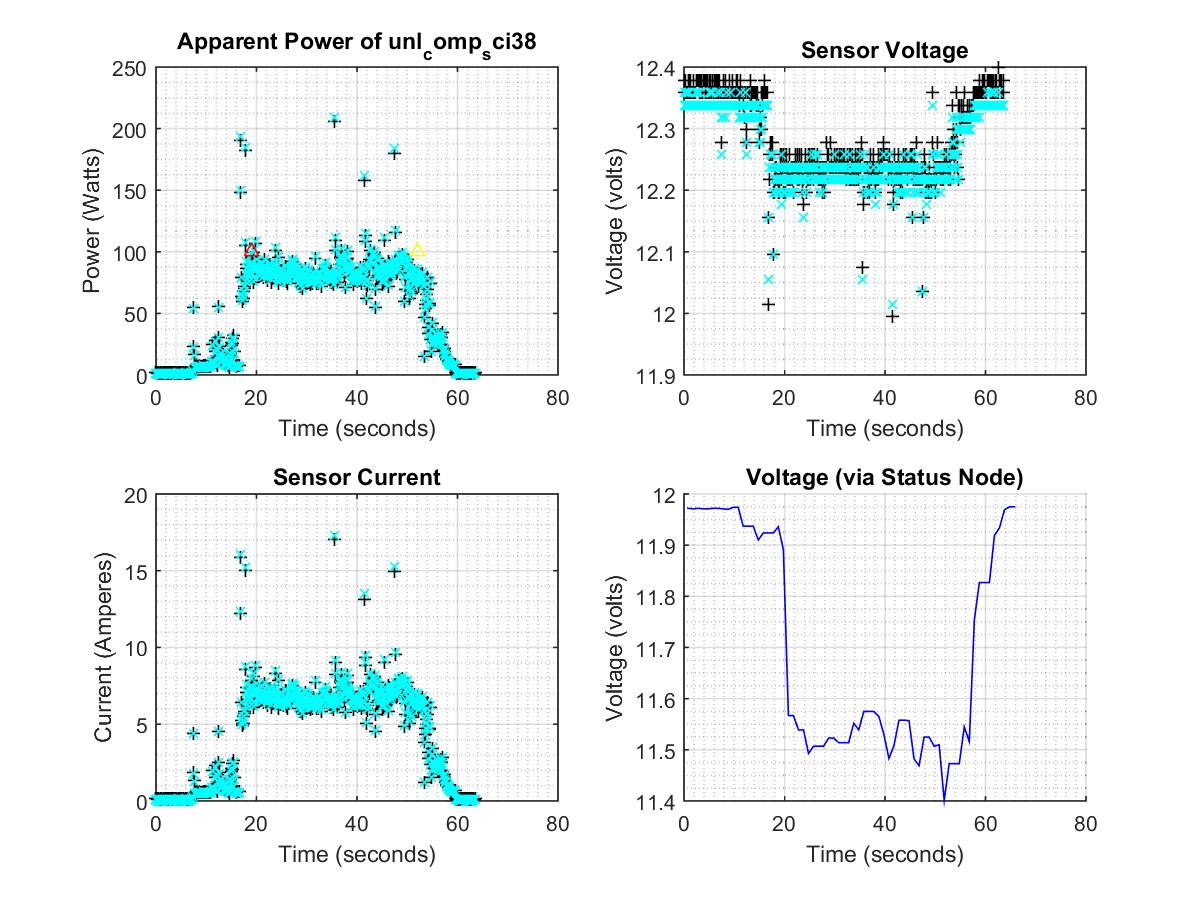 Apparent Power of unl_comp_sci38
250
200
150
100
50
0
Power (Watts)
0 20 40 60 80
Time (seconds)
Sensor Voltage
12.4
12.3
12.2
12.1
12
11.9
Voltage (volts)
0 20 40 60 80
Time (seconds)
Sensor Current
20
15
10
5
0
Current (Amperes)
0 20 40 60 80
Time (seconds)
Voltage (via Status Node)
12
11.9
11.8
11.7
11.6
11.5
11.4
Voltage (volts)
0 20 40 60 80
Time (seconds)